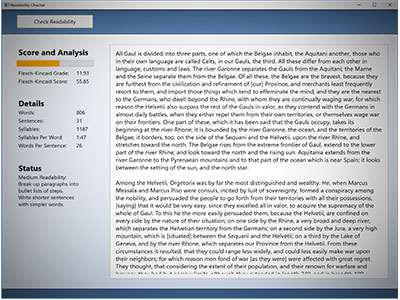 Readability Checker
Check Readability
Score and Analysis
Flesch-Kincaid Grade: 11.93
Flesch-Kincaid Score: 55.85
Details
Words: 806
Sentences: 31
Syllables: 1187
Syllables Per Word: 1.47
Words Per Sentence: 26
Status
Medium Readability:
Break-up paragraphs into
bullet lists of steps.
Write shorter sentences
with simpler words.
All Gaul is divided into three parts, one of which the Belgae inhabit, the Aquitani another, those who
in their own language are called Celts, in our Gauls, the third. All these differ from each other in
language, customs and laws. The river Garonne separates the Gauls from the Aquitani; the Marne
and the Seine separate them from the Belgae. Of all these, the Belgae are the bravest, because they
are furthest from the civilization and refinement of [our] Province, and merchants least frequently
resort to them, and import those things which tend to effeminate the mind; and they are the nearest
to the Germans, who dwell beyond the Rhine, with whom they are continually waging war; for which
reason the Helvetii also surpass the rest of the Gauls in valor, as they contend with the Germans in
almost daily battles, when they either repel them from their own territories, or themselves wage war
on their frontiers. One part of these, which it has been said that the Gauls occupy, takes its
beginning at the river Rhone; it is bounded by the river Garonne, the ocean, and the territories of the
Belgae; it borders, too, on the side of the Sequani and the Helvetii, upon the river Rhine, and
stretches toward the north. The Belgae rises from the extreme frontier of Gaul, extend to the lower
part of the river Rhine; and look toward the north and the rising sun. Aquitania extends from the
river Garonne to the Pyrenaean mountains and to that part of the ocean which is near Spain; it looks
between the setting of the sun, and the north star.
Among the Helvetii, Orgetorix was by far the most distinguished and wealthy. He, when Marcus
Messala and Marcus Piso were consuls, incited by lust of sovereignty, formed a conspiracy among
the nobility, and persuaded the people to go forth from their territories with all their possessions,
[saying] that it would be very easy, since they excelled all in valor, to acquire the supremacy of the
whole of Gaul. To this he the more easily persuaded them, because the Helvetii, are confined on
every side by the nature of their situation; on one side by the Rhine, a very broad and deep river,
which separates the Helvetian territory from the Germans; on a second side by the Jura, a very high
mountain, which is [situated] between the Sequani and the Helvetii; on a third by the Lake of
Geneva, and by the river Rhone, which separates our Province from the Helvetii. From these
circumstances it resulted, that they could range less widely, and could less easily make war upon
their neighbors; for which reason men fond of war [as they were] were affected with great regret.
They thought, that considering the extent of their population, and their renown for warfare and